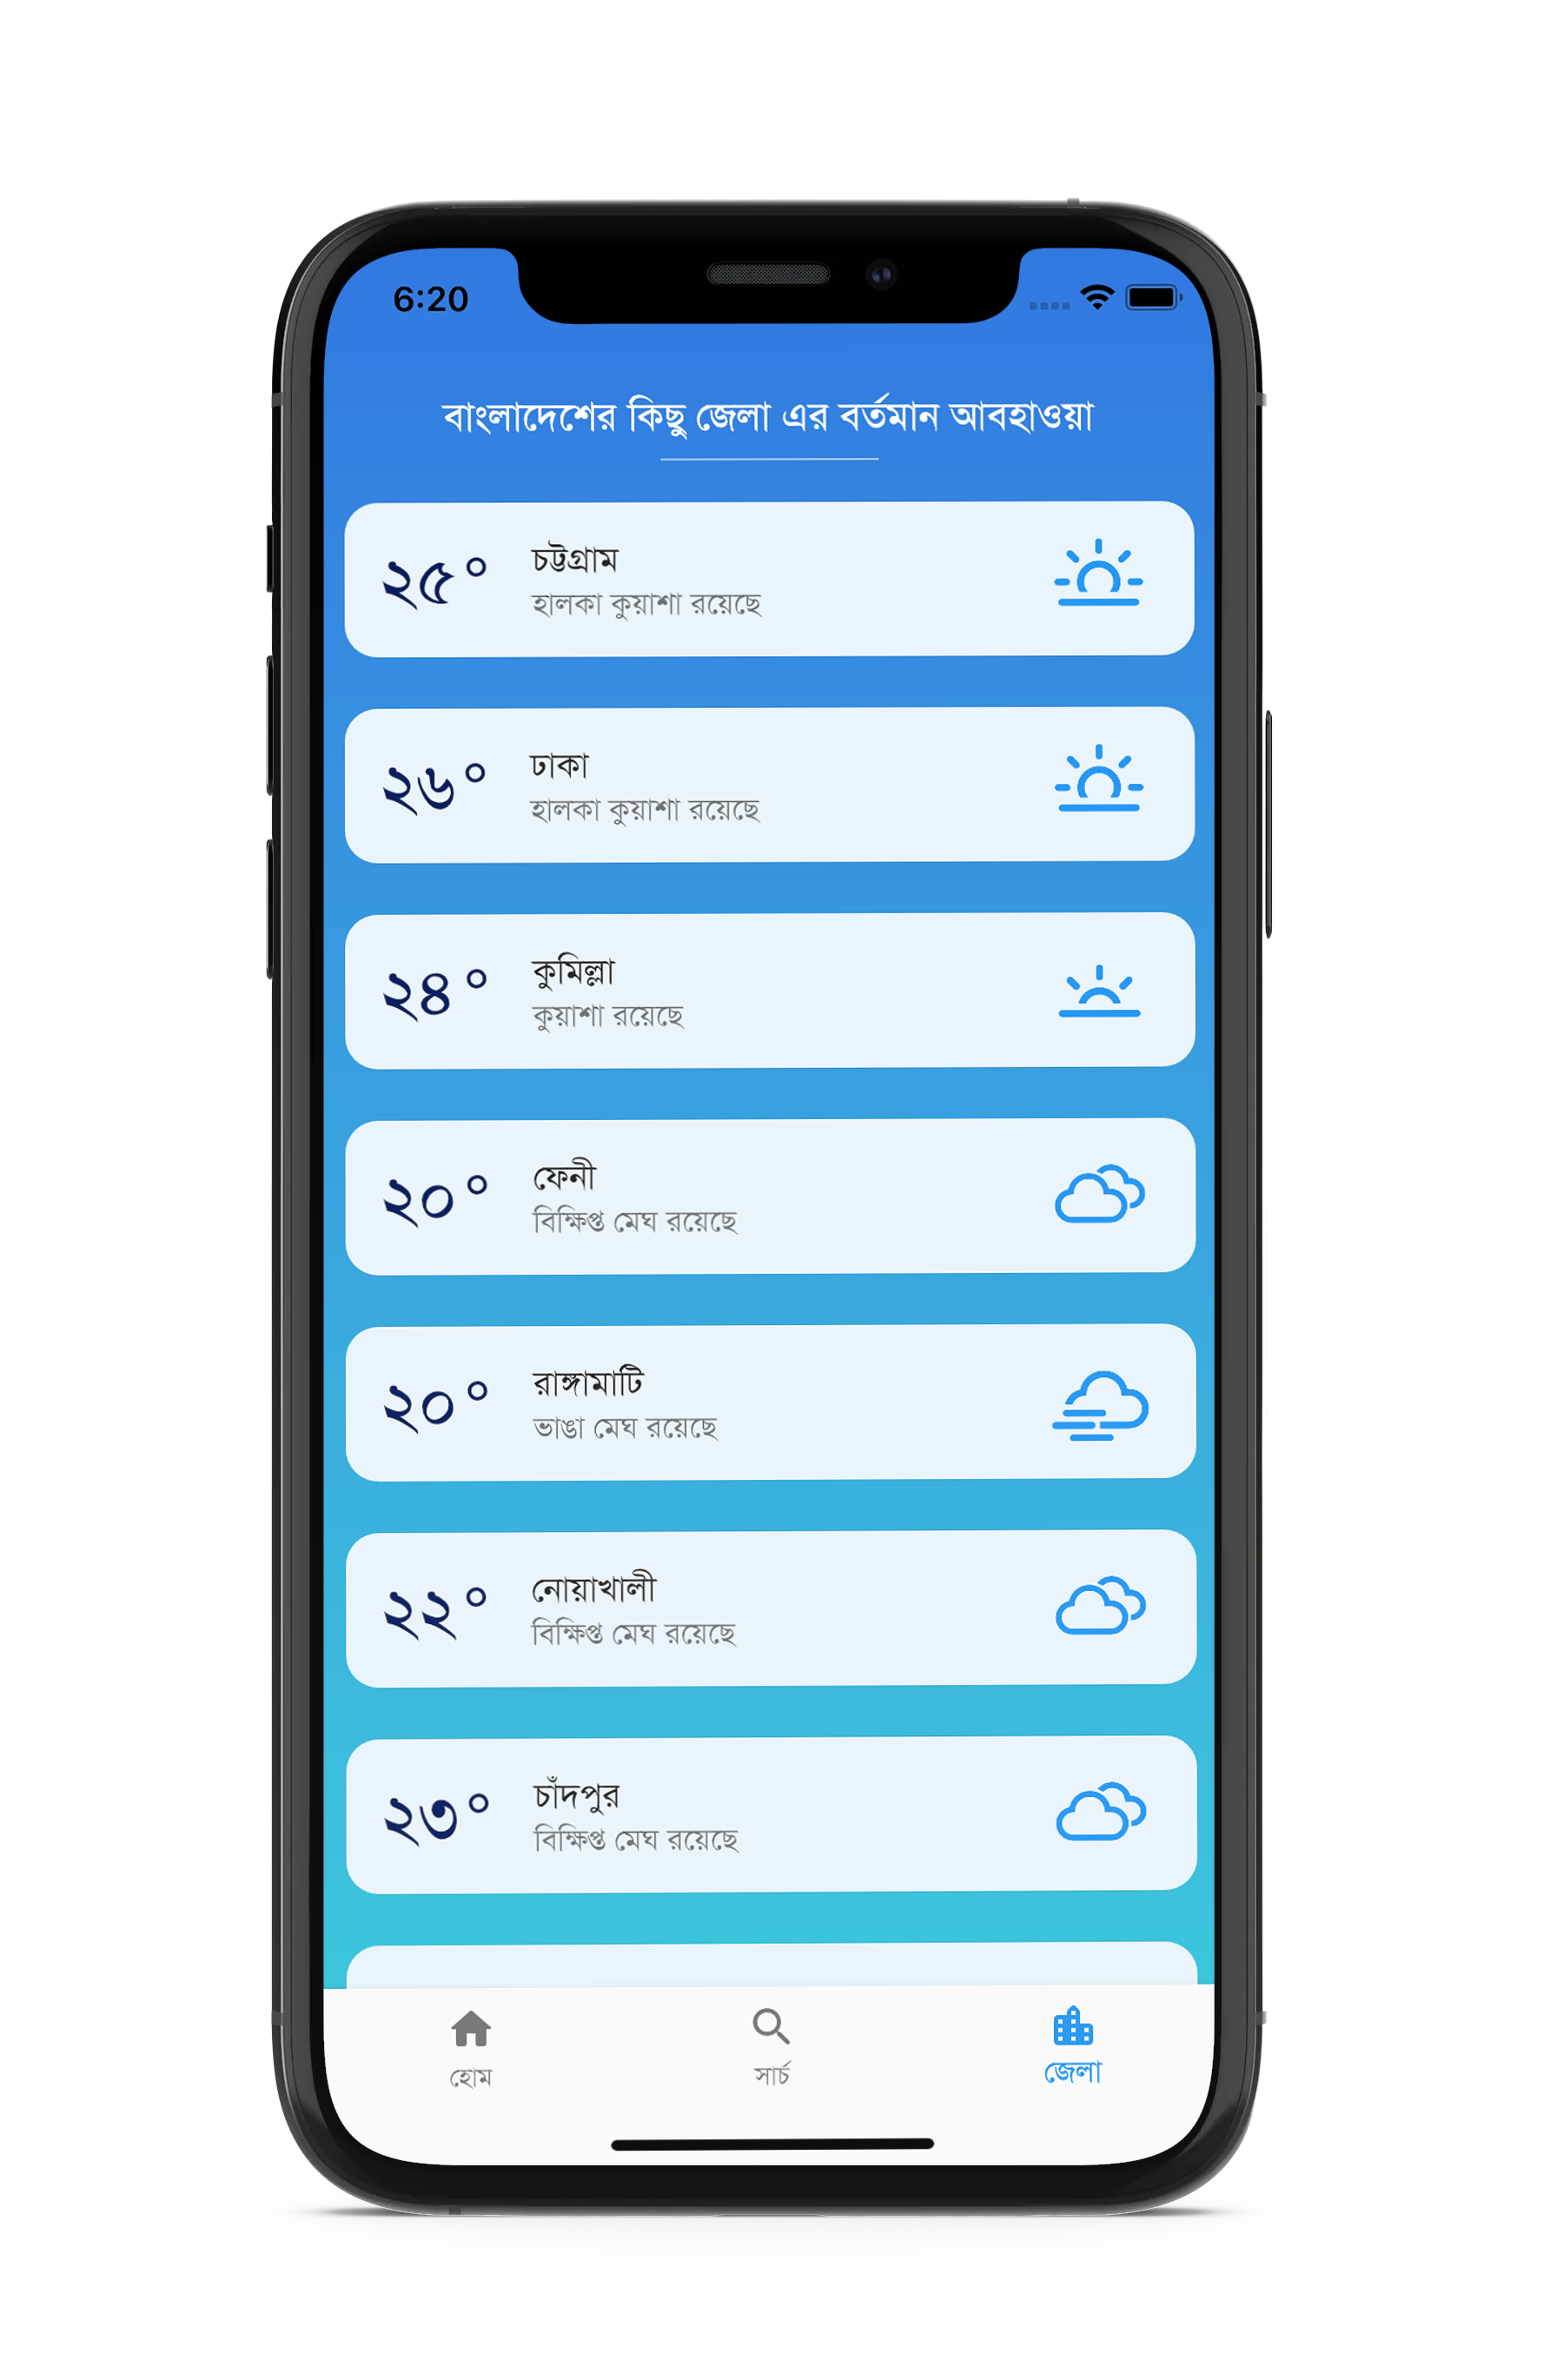 6:20
বাংলাদেশের কিছু জেলা এর বর্তমান আবহাওয়া
২৫°
চট্টগ্রাম
হালকা কুয়াশা রয়েছে
২৬°
ঢাকা
হালকা কুয়াশা রয়েছে
২৪°
কুমিল্লা
কুয়াশা রয়েছে
২০°
ফেনী
বিক্ষিপ্ত মেঘ রয়েছে
২০°
রাঙ্গামাটি
ভাঙা মেঘ রয়েছে
২২°
নোয়াখালী
বিক্ষিপ্ত মেঘ রয়েছে
২৩°
চাঁদপুর
বিক্ষিপ্ত মেঘ রয়েছে
হোম
সার্চ
জেলা